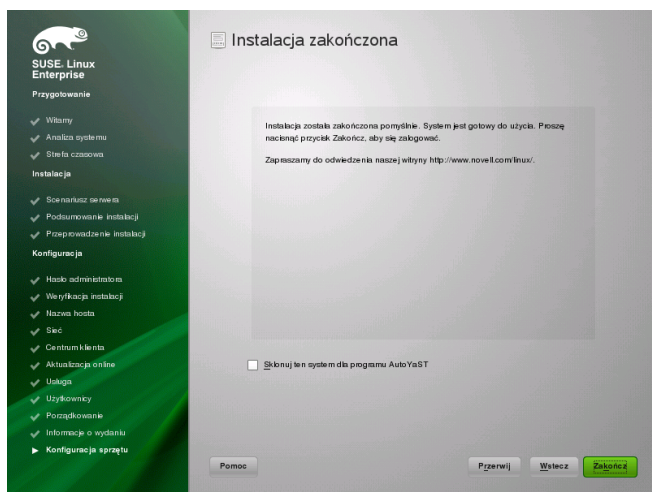 SUSE. Linux
Enterprise
Przygotowanie
Witamy
Analiza systemu
Strefa czasowa
Instalacja
Scenariusz serwera
Podsumowanie instalacji
Przeprowadzenie instalacji
Konfiguracja
Hasło administratora
Weryfikacja instalacji
Nazwa hosta
Sieć
Centrum klienta
Aktualizacja online
Usługa
Użytkownicy
Porządkowanie
Informacje o wydaniu
Konfiguracja sprzętu
Instalacja zakończona
Instalacja została zakończona pomyślnie. System jest gotowy do użycia. Proszę
nacisnąć przycisk Zakończ, aby się zalogować.
Zapraszamy do odwiedzenia naszej witryny http://www.novell.com/linux/.
Sklonuj ten system dla programu AutoYaST
Pomoc
Przerwij
Wstecz
Zakończ